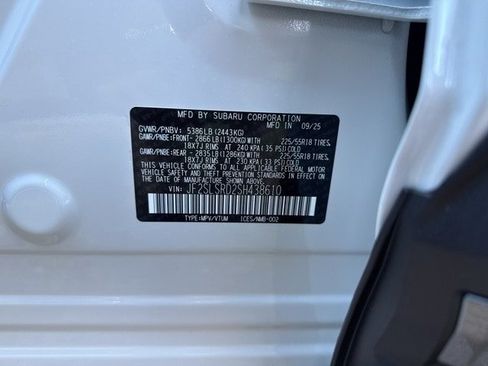 MFD BY SUBARU CORPORATION
IN 09/25
GVWR/PNBV: 5386LB(2443KG)
GAWR/PNBE: FRONT- 2866LB(1300KG)WITH 225/55R18 TIRES,
18X7J RIMS AT 240 KPA(35 PSI)COLD
GAWR/PNBE: REAR - 2835LB(1286KG)WITH 225/55R18 TIRES,
18X7J RIMS AT 230 KPA(33 PSI)COLD
THIS VEHICLE CONFORMS TO ALL APPLICABLE FEDERAL MOTOR
VEHICLE SAFETY AND THEFT PREVENTION STANDARDS IN EFFECT
ON THE DATE OF MANUFACTURE SHOWN ABOVE.
VIN: JF2SLSRD2SH438610
TYPE:MPV/VTUM ICES/NMB-002